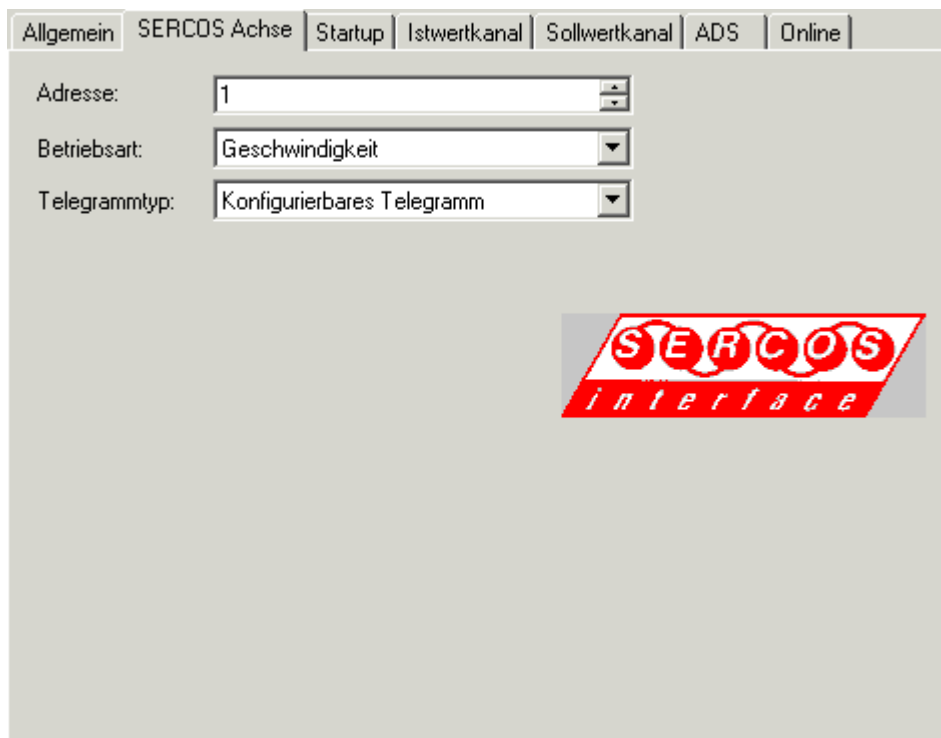 Allgemein SERCOS Achse Startup Istwertkanal Sollwertkanal ADS Online
Adresse: 1
Betriebsart: Geschwindigkeit
Telegrammtyp: Konfigurierbares Telegramm
SERCOS
interface